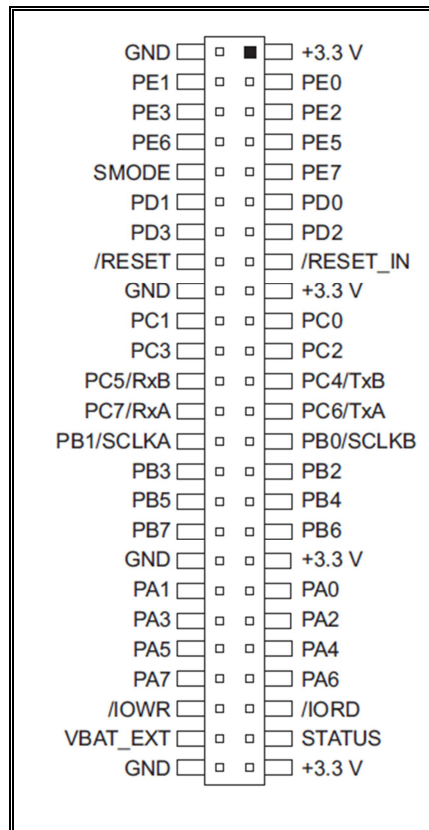 GND +3.3 V
PE1 PE0
PE3 PE2
PE6 PE5
SMODE PE7
PD1 PD0
PD3 PD2
/RESET /RESET_IN
GND +3.3 V
PC1 PC0
PC3 PC2
PC5/RxB PC4/TxB
PC7/RxA PC6/TxA
PB1/SCLKA PB0/SCLKB
PB3 PB2
PB5 PB4
PB7 PB6
GND +3.3 V
PA1 PA0
PA3 PA2
PA5 PA4
PA7 PA6
/IOWR /IORD
VBAT_EXT STATUS
GND +3.3 V